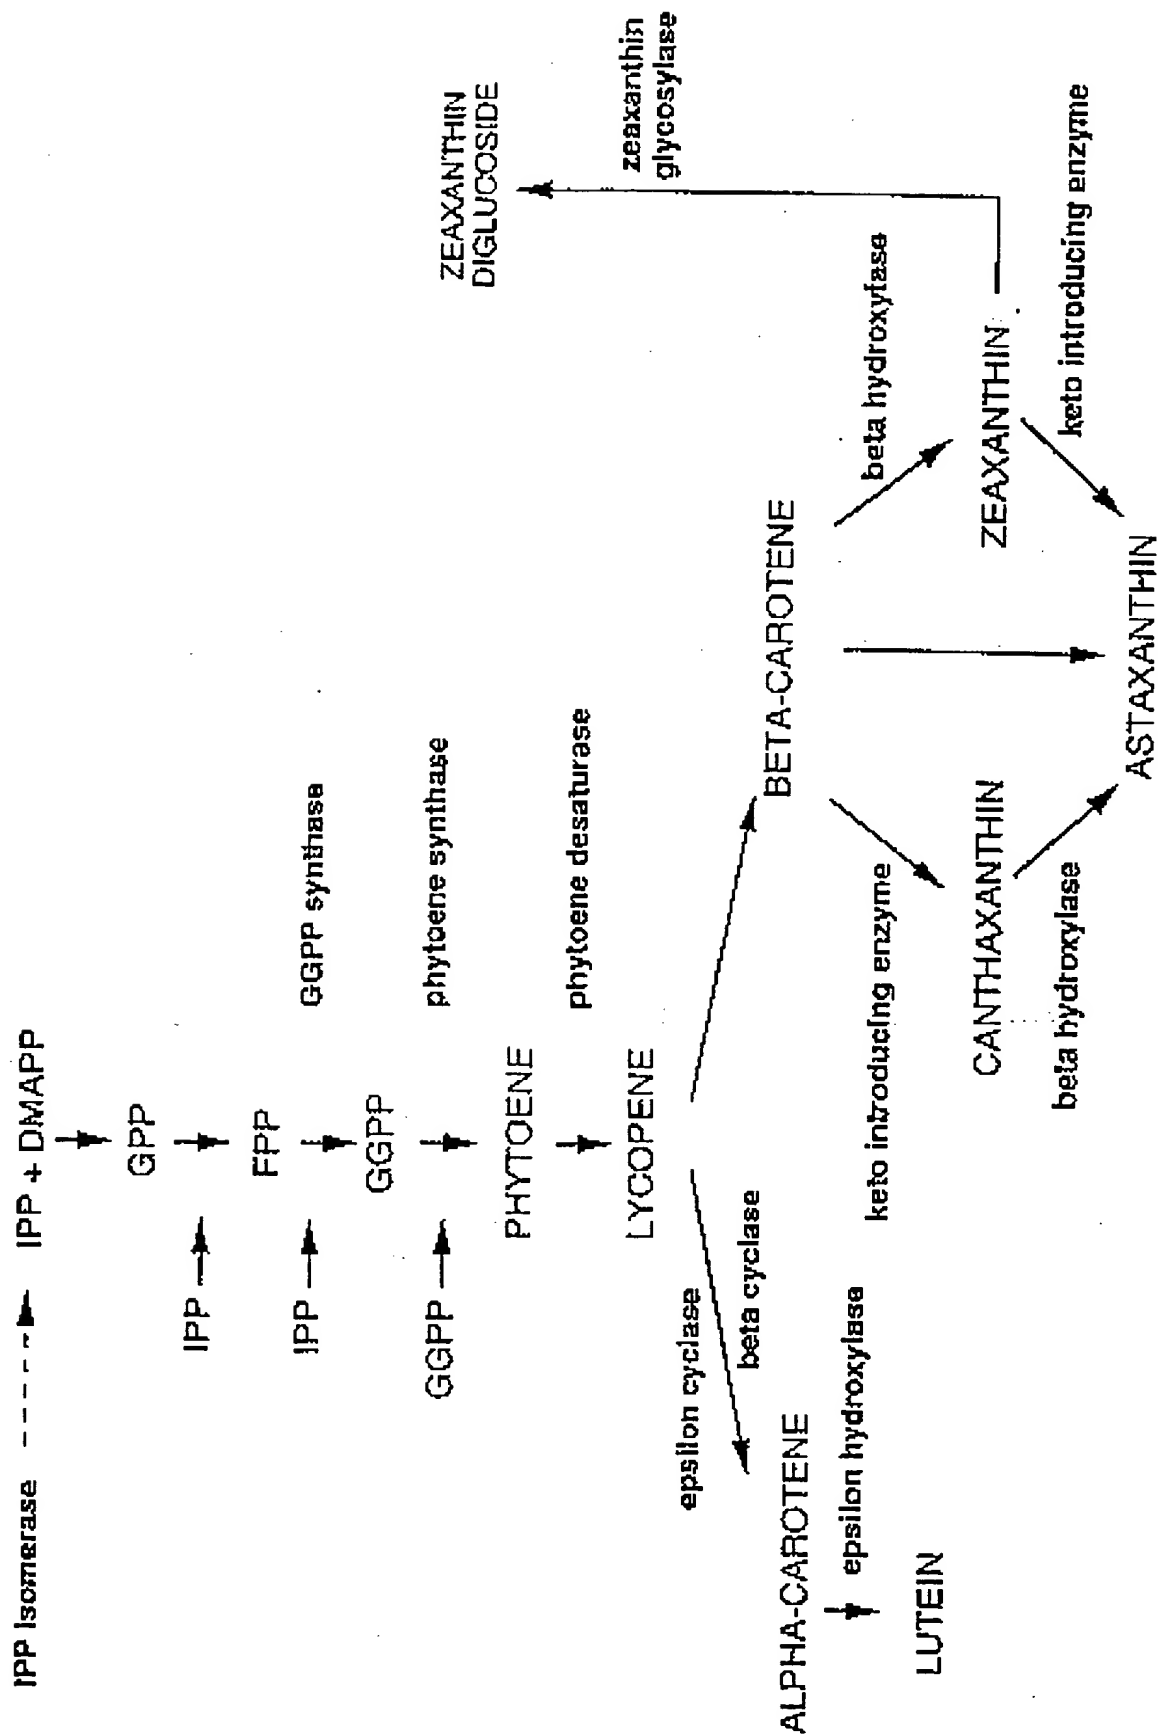 IPP Isomerase
IPP + DMAPP
GPP
IPP
FPP
IPP
GGPP synthase
GGPP
GGPP
phytoene synthase
PHYTOENE
phytoene desaturase
LYCOPENE
epsilon cyclase
beta cyclase
ALPHA-CAROTENE
epsilon hydroxylase
LUTEIN
BETA-CAROTENE
keto introducing enzyme
beta hydroxylase
CANTHAXANTHIN
ZEAXANTHIN
beta hydroxylase
keto introducing enzyme
ASTAXANTHIN
ZEAXANTHIN
DIGLUCOSIDE
zeaxanthin
glycosylase